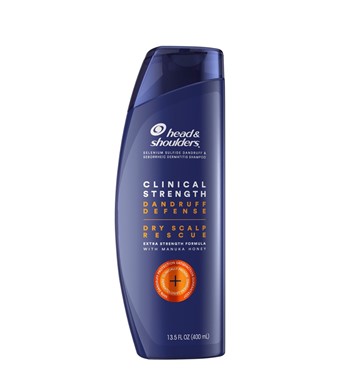 head&
shoulders
SELENIUM SULFIDE DANDRUFF &
SEBORRHEIC DERMATITIS SHAMPOO
CLINICAL
STRENGTH
DANDRUFF
DEFENSE
DRY SCALP
RESCUE
EXTRA STRENGTH FORMULA
WITH MANUKA HONEY
13.5 FL OZ (400 mL)